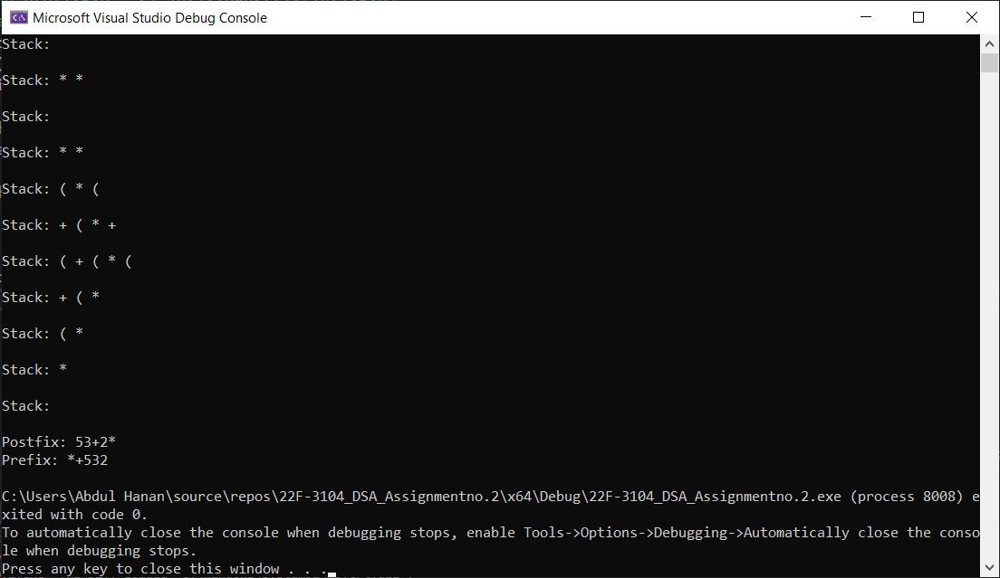 Microsoft Visual Studio Debug Console
Stack:
Stack: * *
Stack:
Stack: * *
Stack: ( * (
Stack: + ( * +
Stack: ( + ( * (
Stack: + ( *
Stack: ( *
Stack: *
Stack:
Postfix: 53+2*
Prefix: *+532
C:\Users\Abdul Hanan\source\repos\22F-3104_DSA_Assignmentno.2\x64\Debug\22F-3104_DSA_Assignmentno.2.exe (process 8008) e
xited with code 0.
To automatically close the console when debugging stops, enable Tools->Options->Debugging->Automatically close the conso
le when debugging stops.
Press any key to close this window . . .